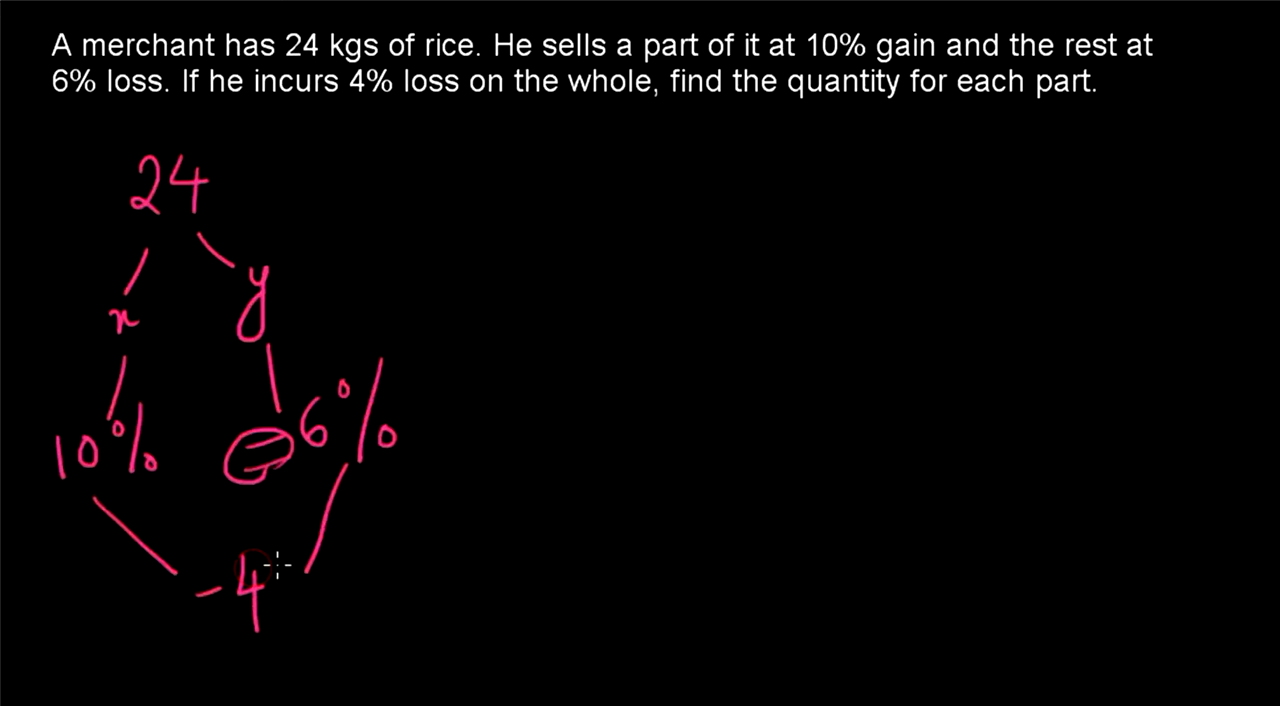 A merchant has 24 kgs of rice. He sells a part of it at 10% gain and the rest at
6% loss. If he incurs 4% loss on the whole, find the quantity for each part.
24
x y
10% -6%
-4